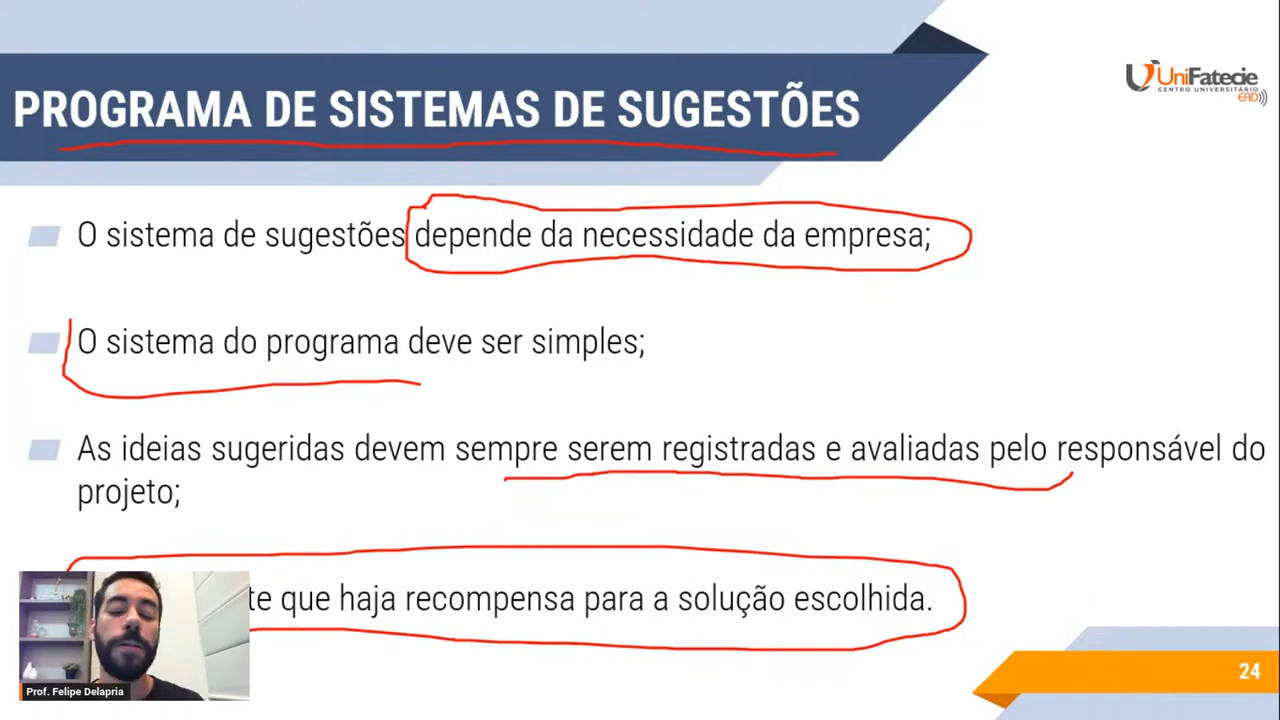 PROGRAMA DE SISTEMAS DE SUGESTÕES
UniFatecie
CENTRO UNIVERSITÁRIO
EAD
O sistema de sugestões depende da necessidade da empresa;
O sistema do programa deve ser simples;
As ideias sugeridas devem sempre serem registradas e avaliadas pelo responsável do
projeto;
que haja recompensa para a solução escolhida.
Prof. Felipe Delapria
24